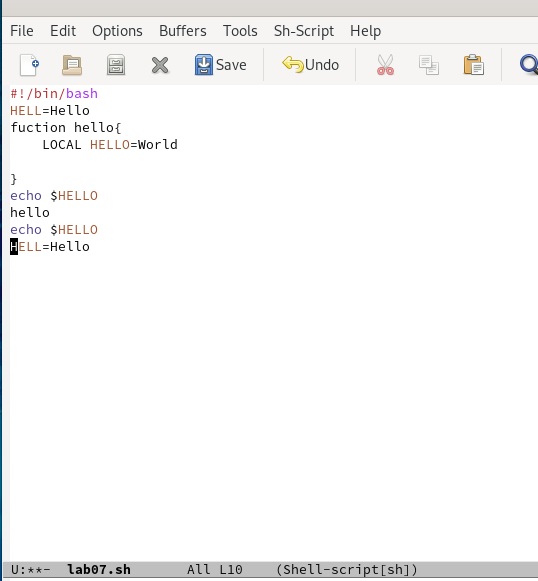 File Edit Options Buffers Tools Sh-Script Help
Save Undo
#!/bin/bash
HELL=Hello
fuction hello{
    LOCAL HELLO=World
}
echo $HELLO
hello
echo $HELLO
HELL=Hello
U:**- lab07.sh All L10 (Shell-script[sh])